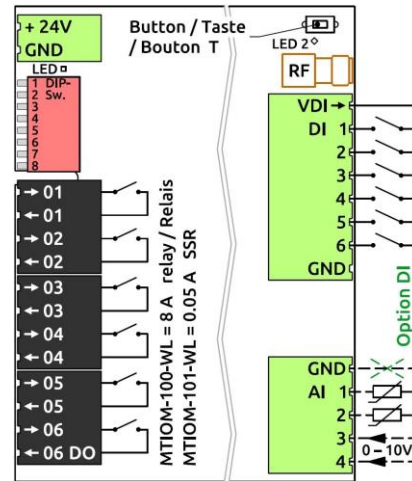 + 24V
GND
LED
1 DIP-
2 Sw.
3
4
5
6
7
8
→ 01
← 01
→ 02
← 02
→ 03
← 03
→ 04
← 04
→ 05
← 05
→ 06
← 06 DO
MTIOM-100-WL = 8 A relay / Relais
MTIOM-101-WL = 0.05 A SSR
Button / Taste
/ Bouton T
LED 2
RF
VDI →
DI 1
2
3
4
5
6
GND
Option DI
GND
AI 1
2
3
4
0 – 10V